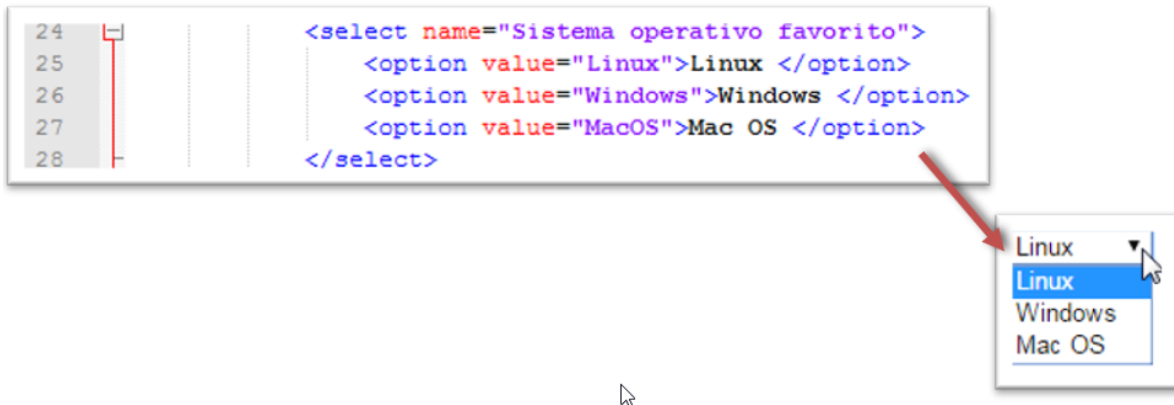 24 <select name="Sistema operativo favorito">
25 <option value="Linux">Linux </option>
26 <option value="Windows">Windows </option>
27 <option value="MacOS">Mac OS </option>
28 </select>
Linux
Linux
Windows
Mac OS